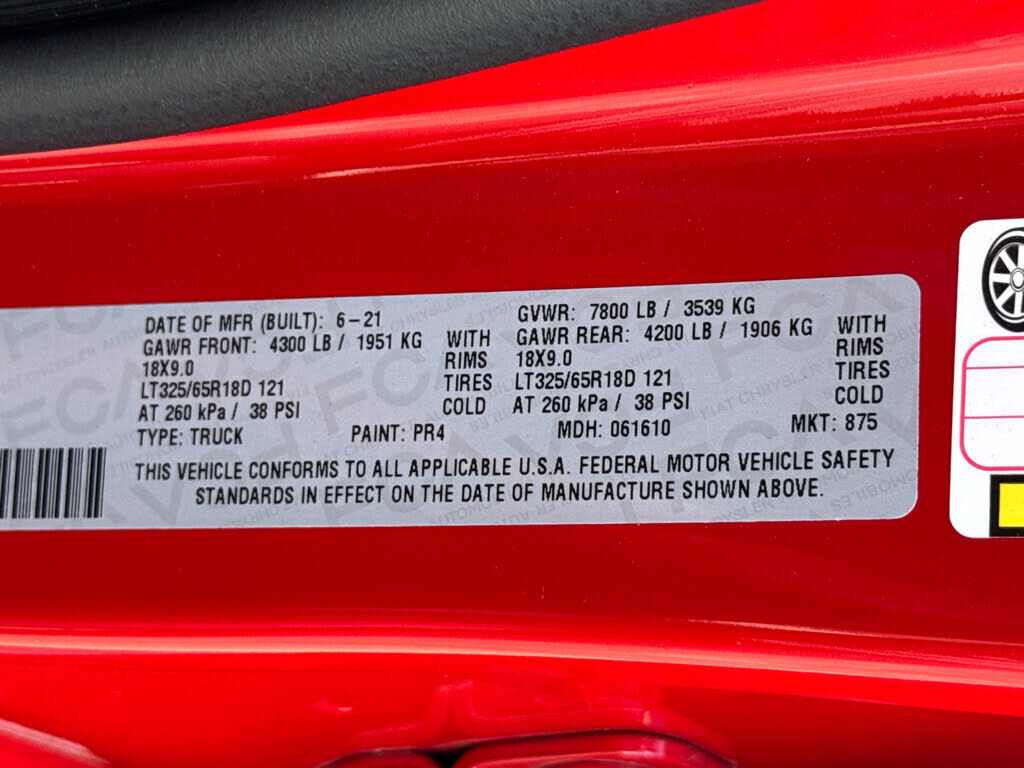 DATE OF MFR (BUILT): 6-21 GVWR: 7800 LB / 3539 KG
GAWR FRONT: 4300 LB / 1951 KG WITH GAWR REAR: 4200 LB / 1906 KG WITH
18X9.0 RIMS 18X9.0 RIMS
LT325/65R18D 121 TIRES LT325/65R18D 121 TIRES
AT 260 kPa / 38 PSI COLD AT 260 kPa / 38 PSI COLD
TYPE: TRUCK PAINT: PR4 MDH: 061610 MKT: 875
THIS VEHICLE CONFORMS TO ALL APPLICABLE U.S.A. FEDERAL MOTOR VEHICLE SAFETY
STANDARDS IN EFFECT ON THE DATE OF MANUFACTURE SHOWN ABOVE.